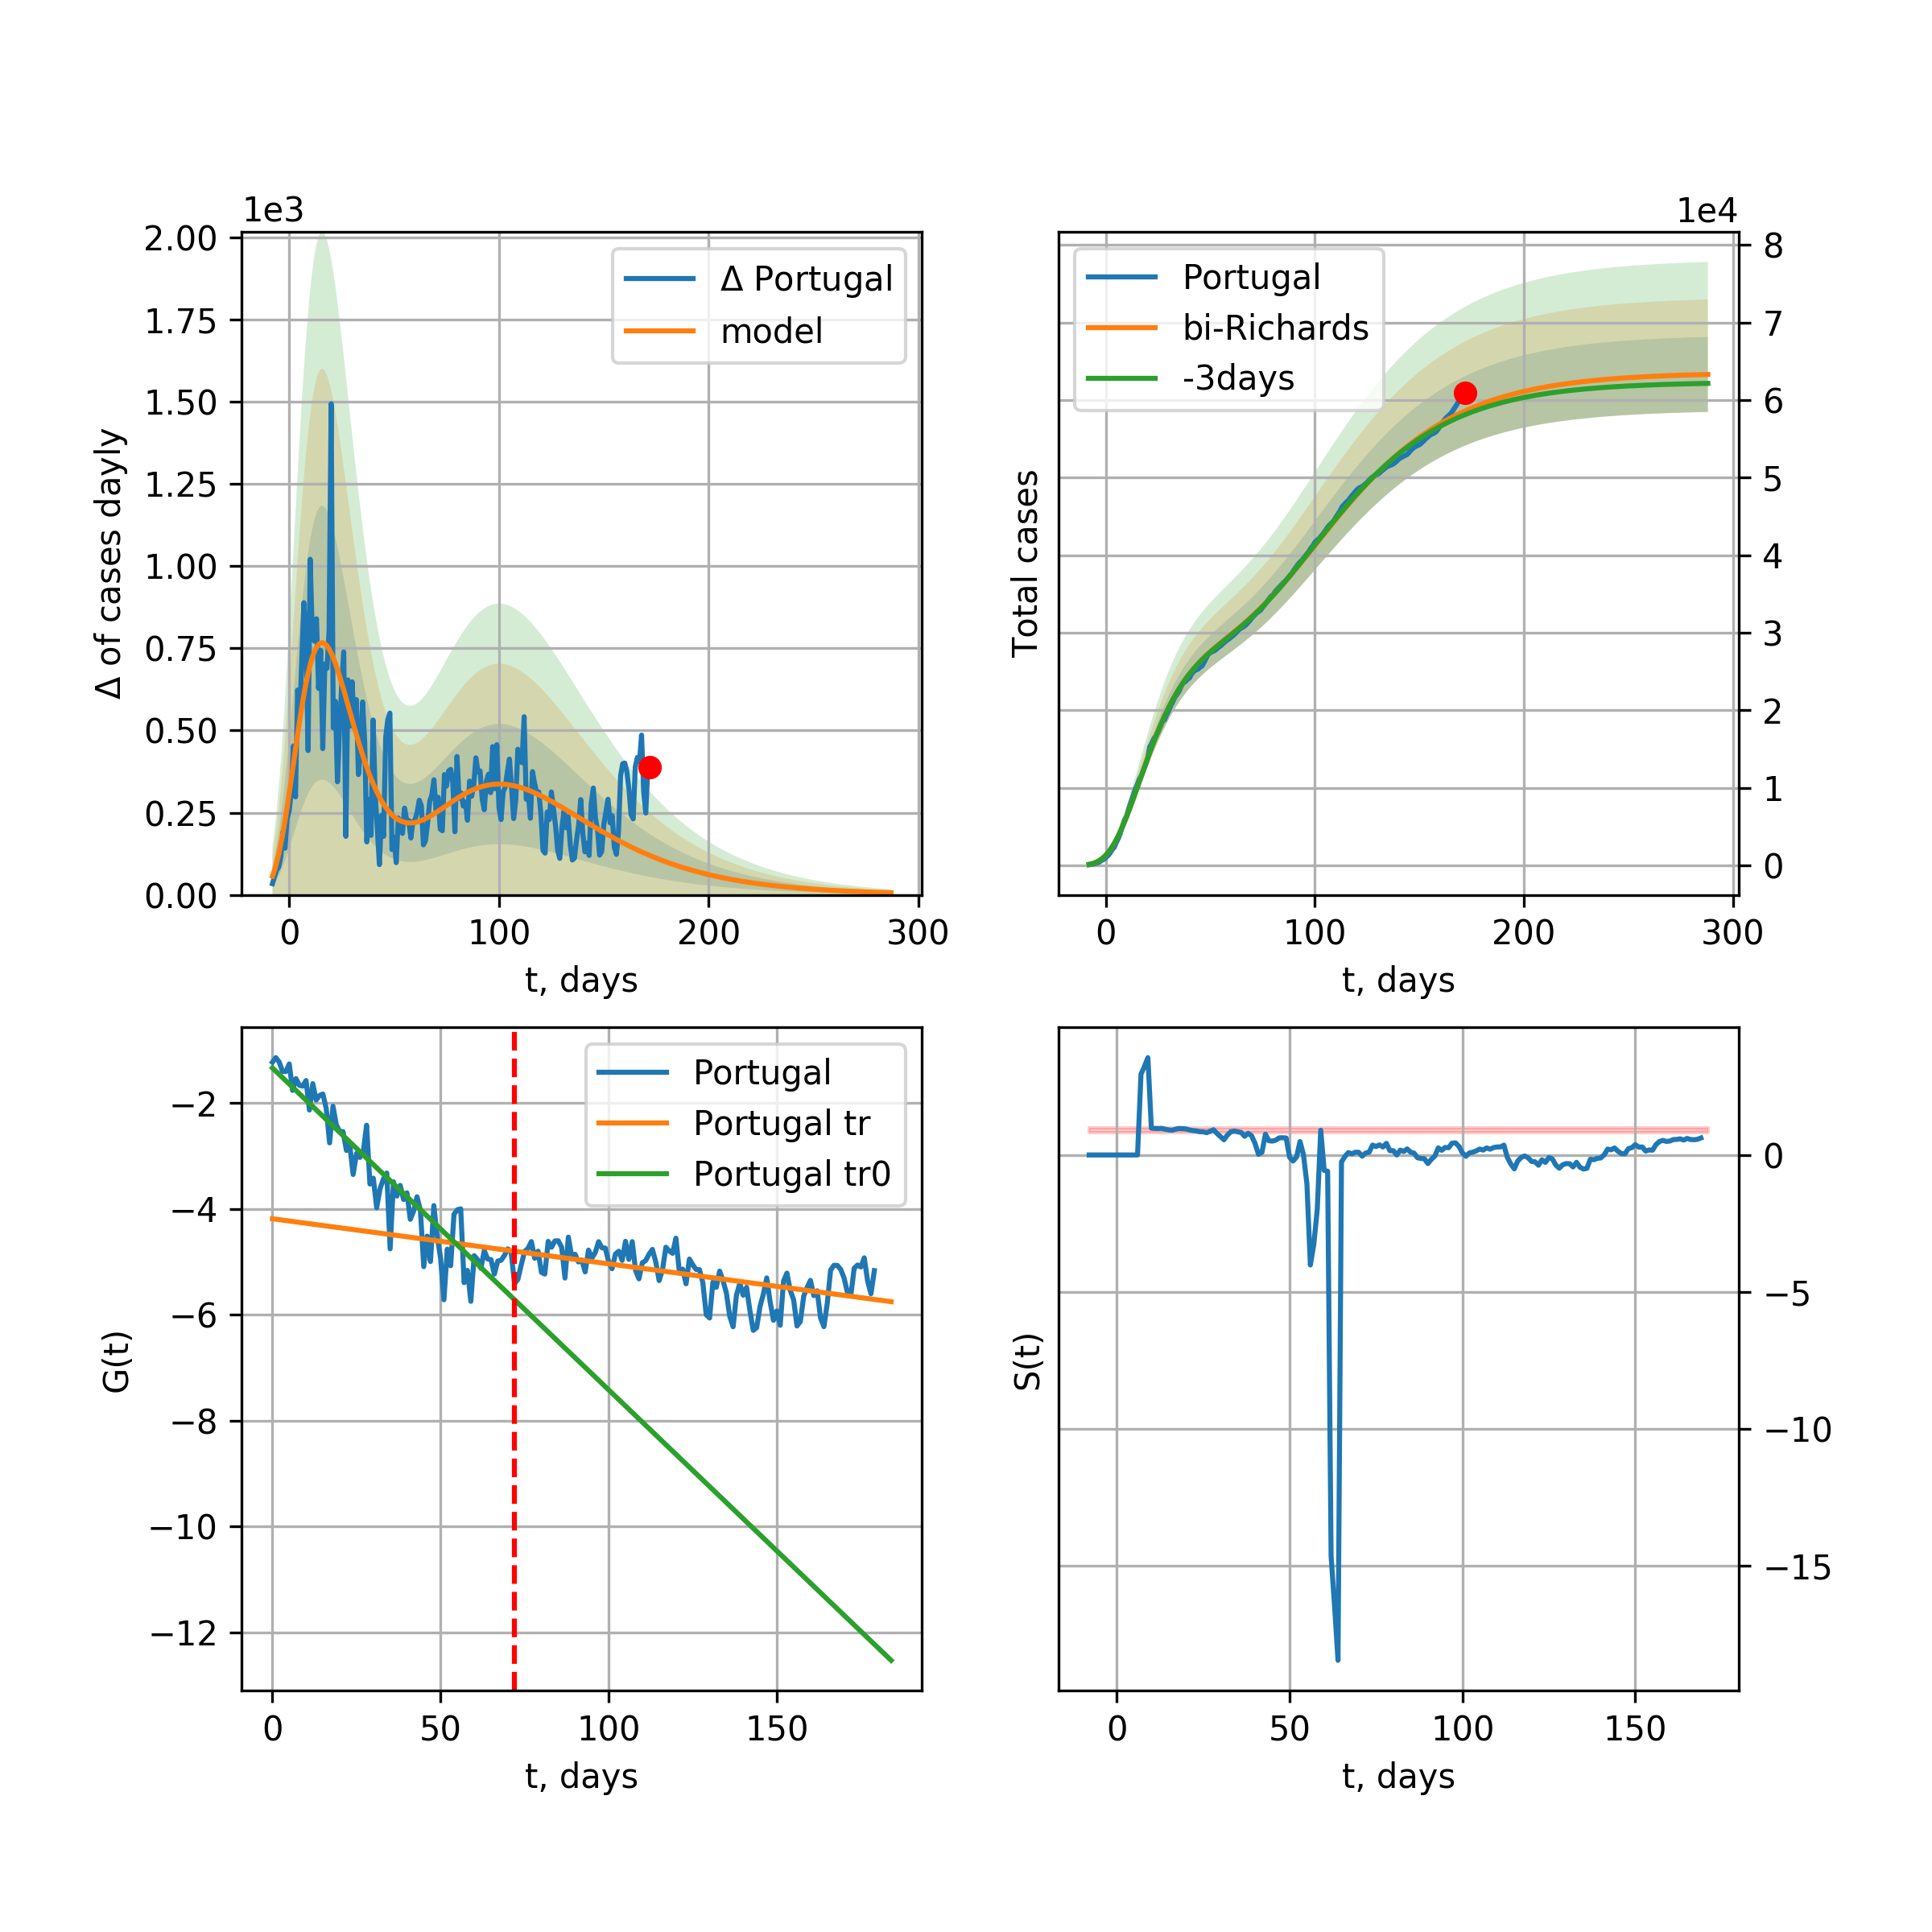 1e3
2.00
1.75
1.50
1.25
1.00
0.75
0.50
0.25
0.00
Δ of cases dayly
Δ Portugal
model
0 100 200 300
t, days
1e4
8
7
6
5
4
3
2
1
0
Total cases
Portugal
bi-Richards
-3days
0 100 200 300
t, days
−2
−4
−6
−8
−10
−12
G(t)
Portugal
Portugal tr
Portugal tr0
0 50 100 150
t, days
0
−5
−10
−15
S(t)
0 50 100 150
t, days